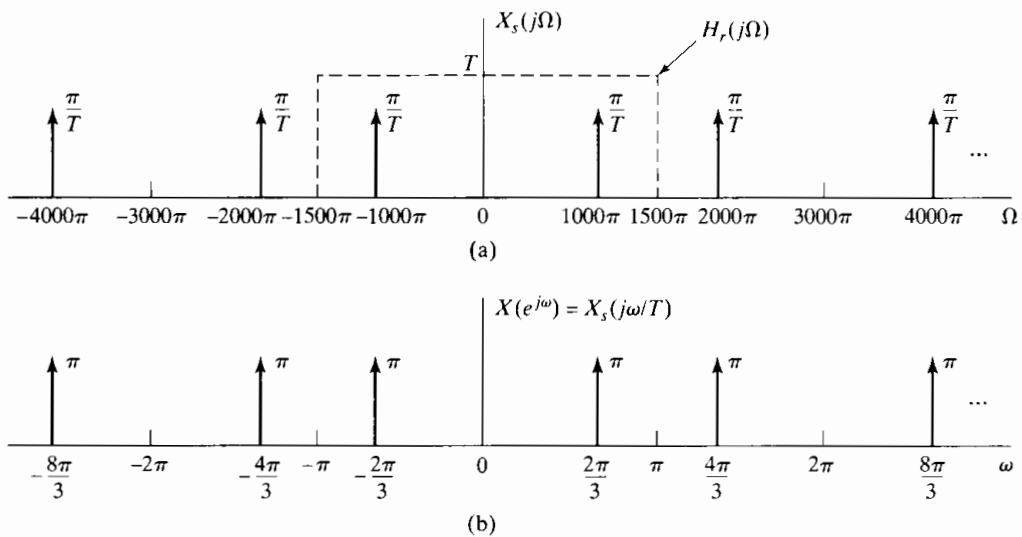 X_s(jΩ)
H_r(jΩ)
T
π/T π/T π/T π/T π/T π/T
...
−4000π −3000π −2000π −1500π −1000π 0 1000π 1500π 2000π 3000π 4000π Ω
(a)
X(e^{jω}) = X_s(jω/T)
π π π π π π
...
−8π/3 −2π −4π/3 −π −2π/3 0 2π/3 π 4π/3 2π 8π/3 ω
(b)